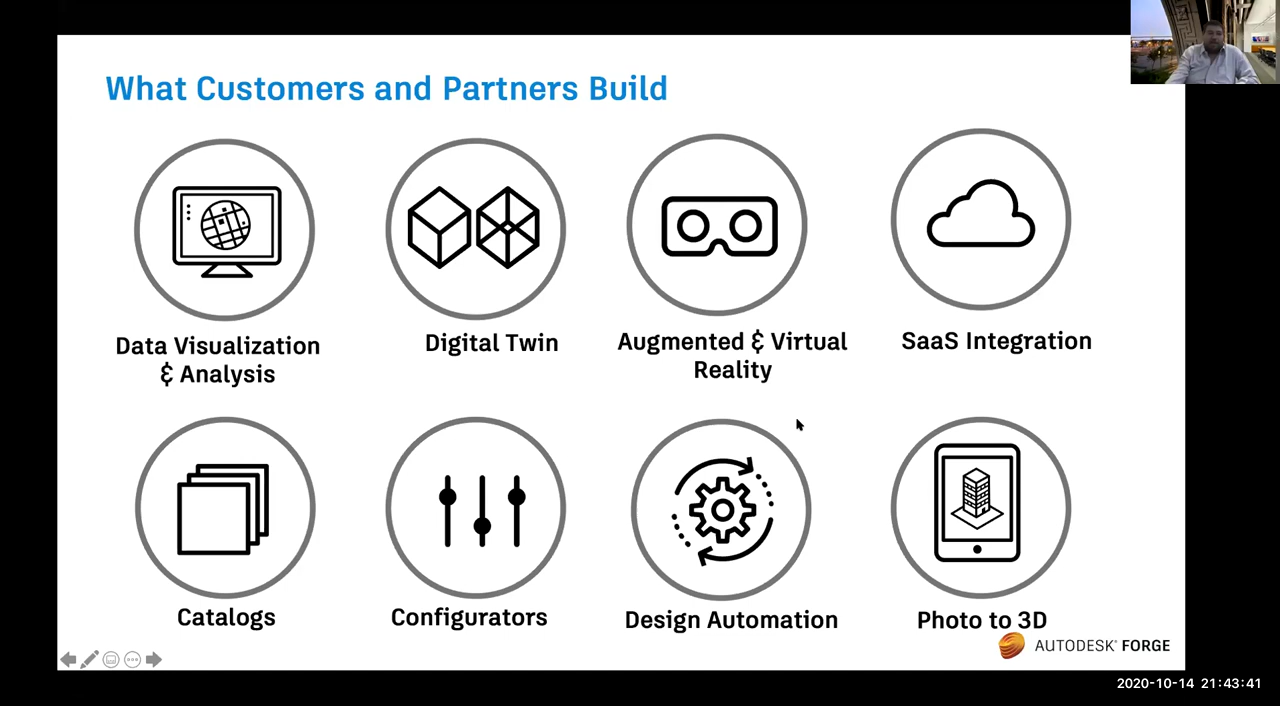 What Customers and Partners Build
Data Visualization
& Analysis
Digital Twin
Augmented & Virtual
Reality
SaaS Integration
Catalogs
Configurators
Design Automation
Photo to 3D
AUTODESK® FORGE
2020-10-14 21:43:41